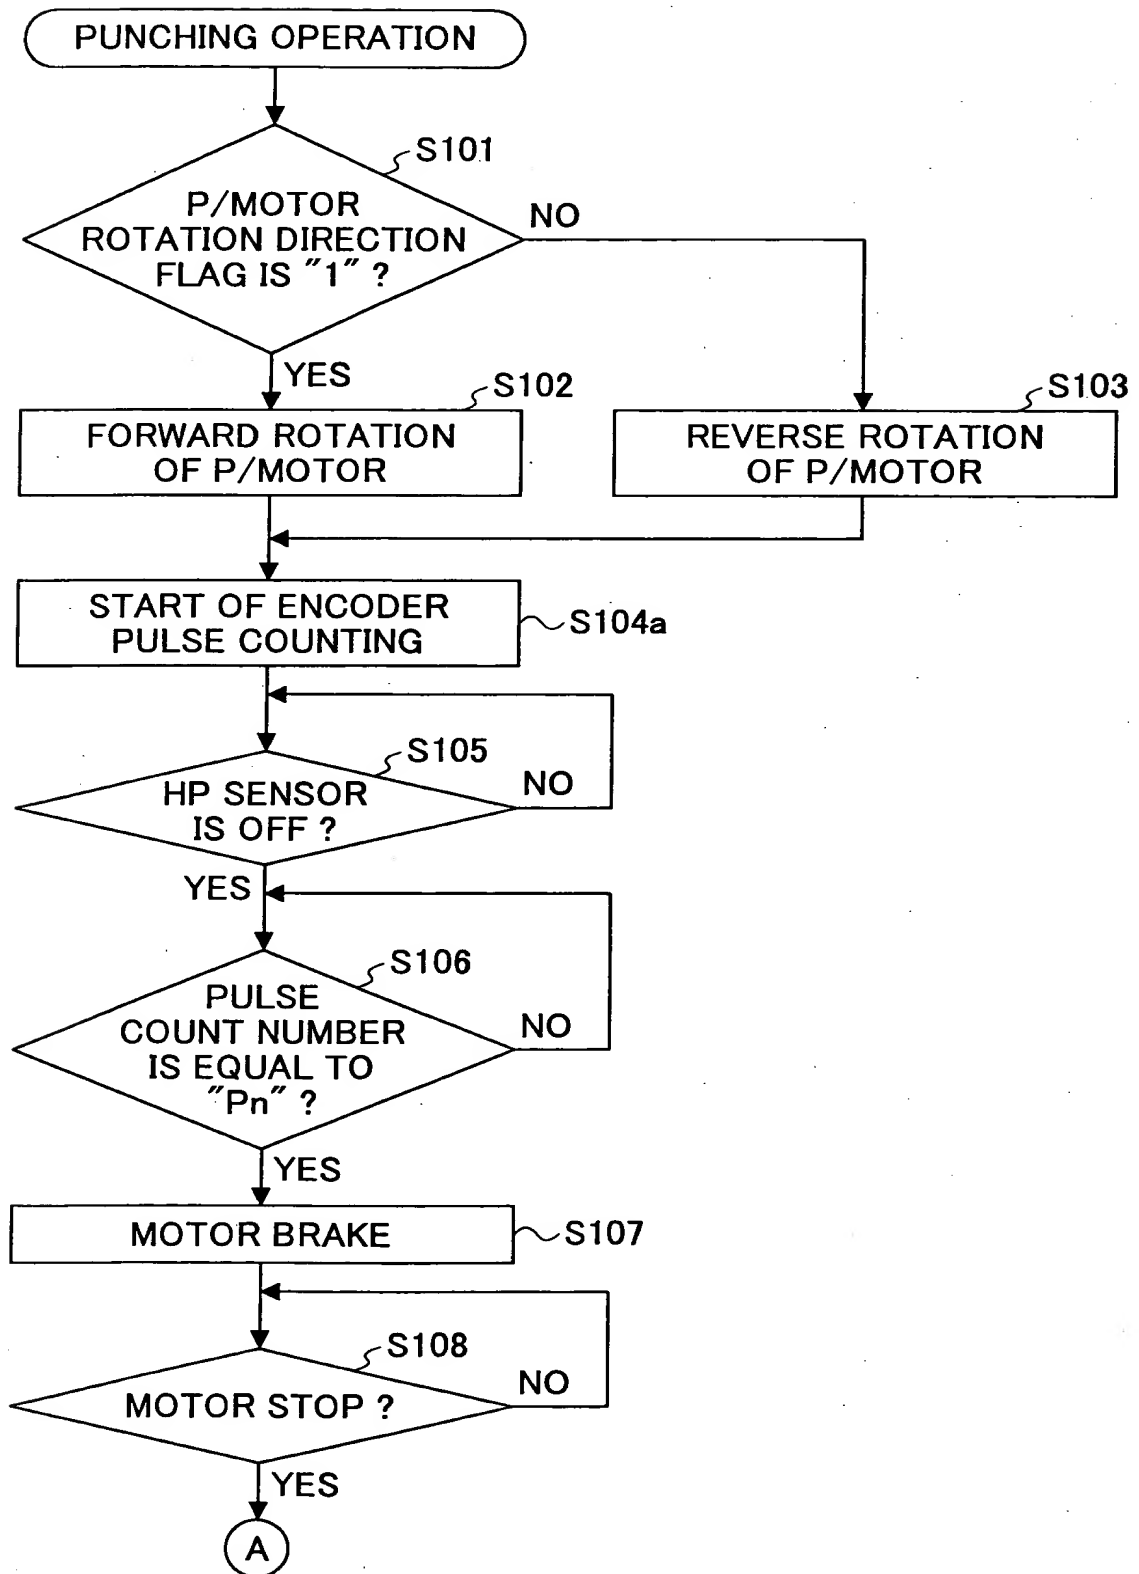 PUNCHING OPERATION
S101
P/MOTOR
ROTATION DIRECTION
FLAG IS "1" ?
NO
YES
S102
FORWARD ROTATION
OF P/MOTOR
S103
REVERSE ROTATION
OF P/MOTOR
START OF ENCODER
PULSE COUNTING
S104a
S105
HP SENSOR
IS OFF ?
NO
YES
S106
PULSE
COUNT NUMBER
IS EQUAL TO
"Pn" ?
NO
YES
MOTOR BRAKE
S107
S108
MOTOR STOP ?
NO
YES
A